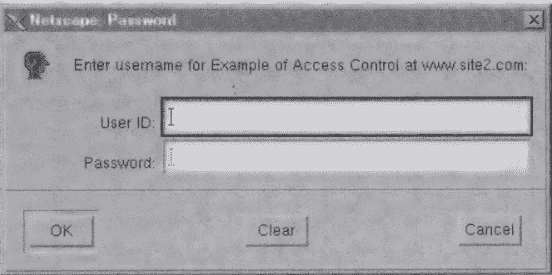 Netscape: Password
Enter username for Example of Access Control at www.site2.com:
User ID:
Password:
OK
Clear
Cancel